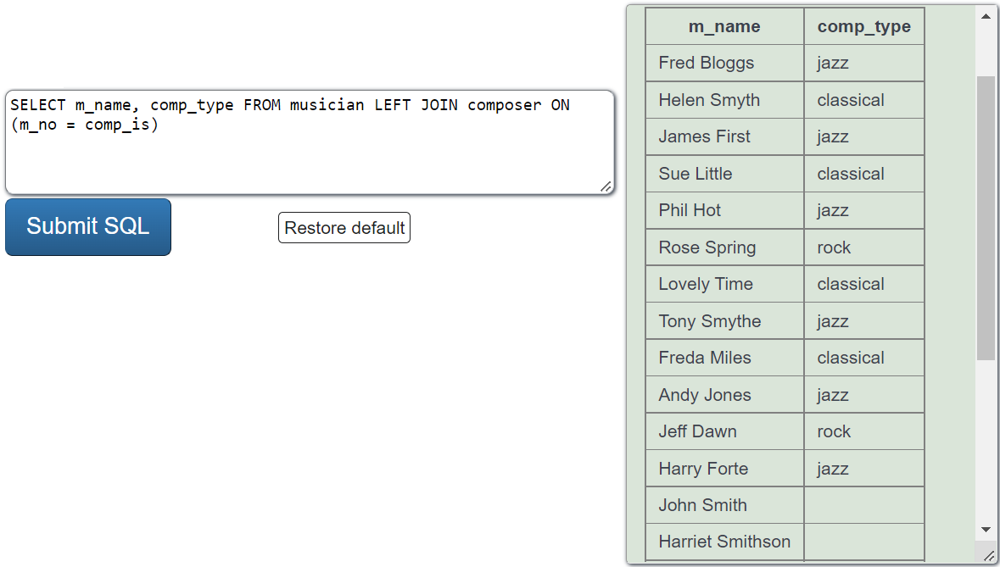 SELECT m_name, comp_type FROM musician LEFT JOIN composer ON
(m_no = comp_is)
Submit SQL
Restore default
m_name comp_type
Fred Bloggs jazz
Helen Smyth classical
James First jazz
Sue Little classical
Phil Hot jazz
Rose Spring rock
Lovely Time classical
Tony Smythe jazz
Freda Miles classical
Andy Jones jazz
Jeff Dawn rock
Harry Forte jazz
John Smith
Harriet Smithson